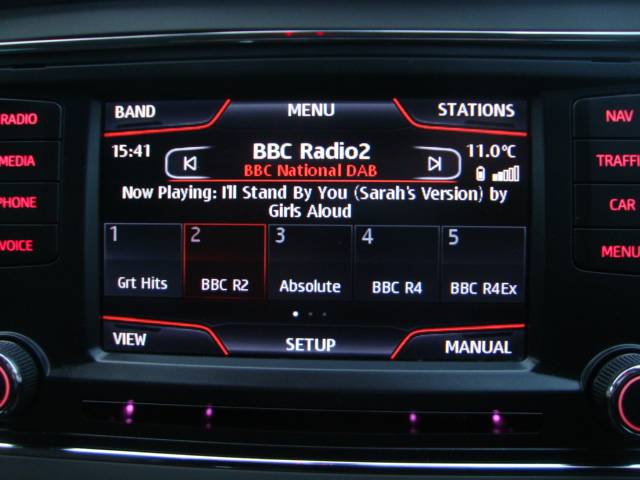 BAND MENU STATIONS
RADIO NAV
15:41 BBC Radio2 11.0°C
MEDIA BBC National DAB TRAFFI
Now Playing: I'll Stand By You (Sarah's Version) by
Girls Aloud
PHONE CAR
1 2 3 4 5
VOICE MENU
Grt Hits BBC R2 Absolute BBC R4 BBC R4Ex
VIEW SETUP MANUAL